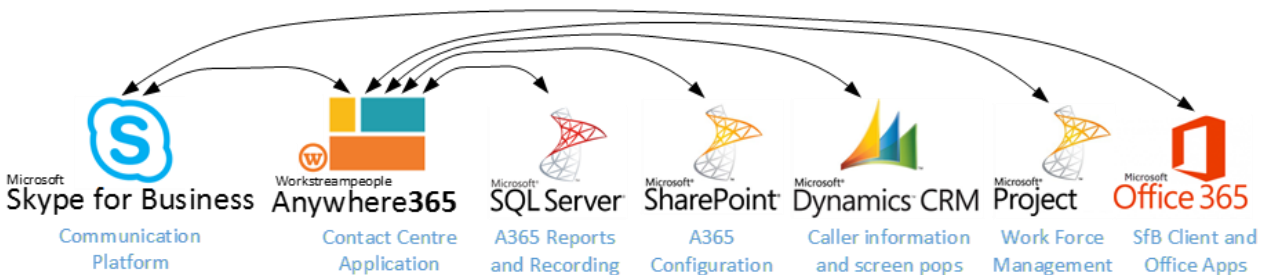 Microsoft
Skype for Business
Communication
Platform
W
Workstreampeople
Anywhere365
Contact Centre
Application
Microsoft®
SQL Server®
A365 Reports
and Recording
Microsoft®
SharePoint®
A365
Configuration
Microsoft®
Dynamics® CRM
Caller information
and screen pops
Microsoft®
Project
Work Force
Management
Microsoft
Office 365
SfB Client and
Office Apps